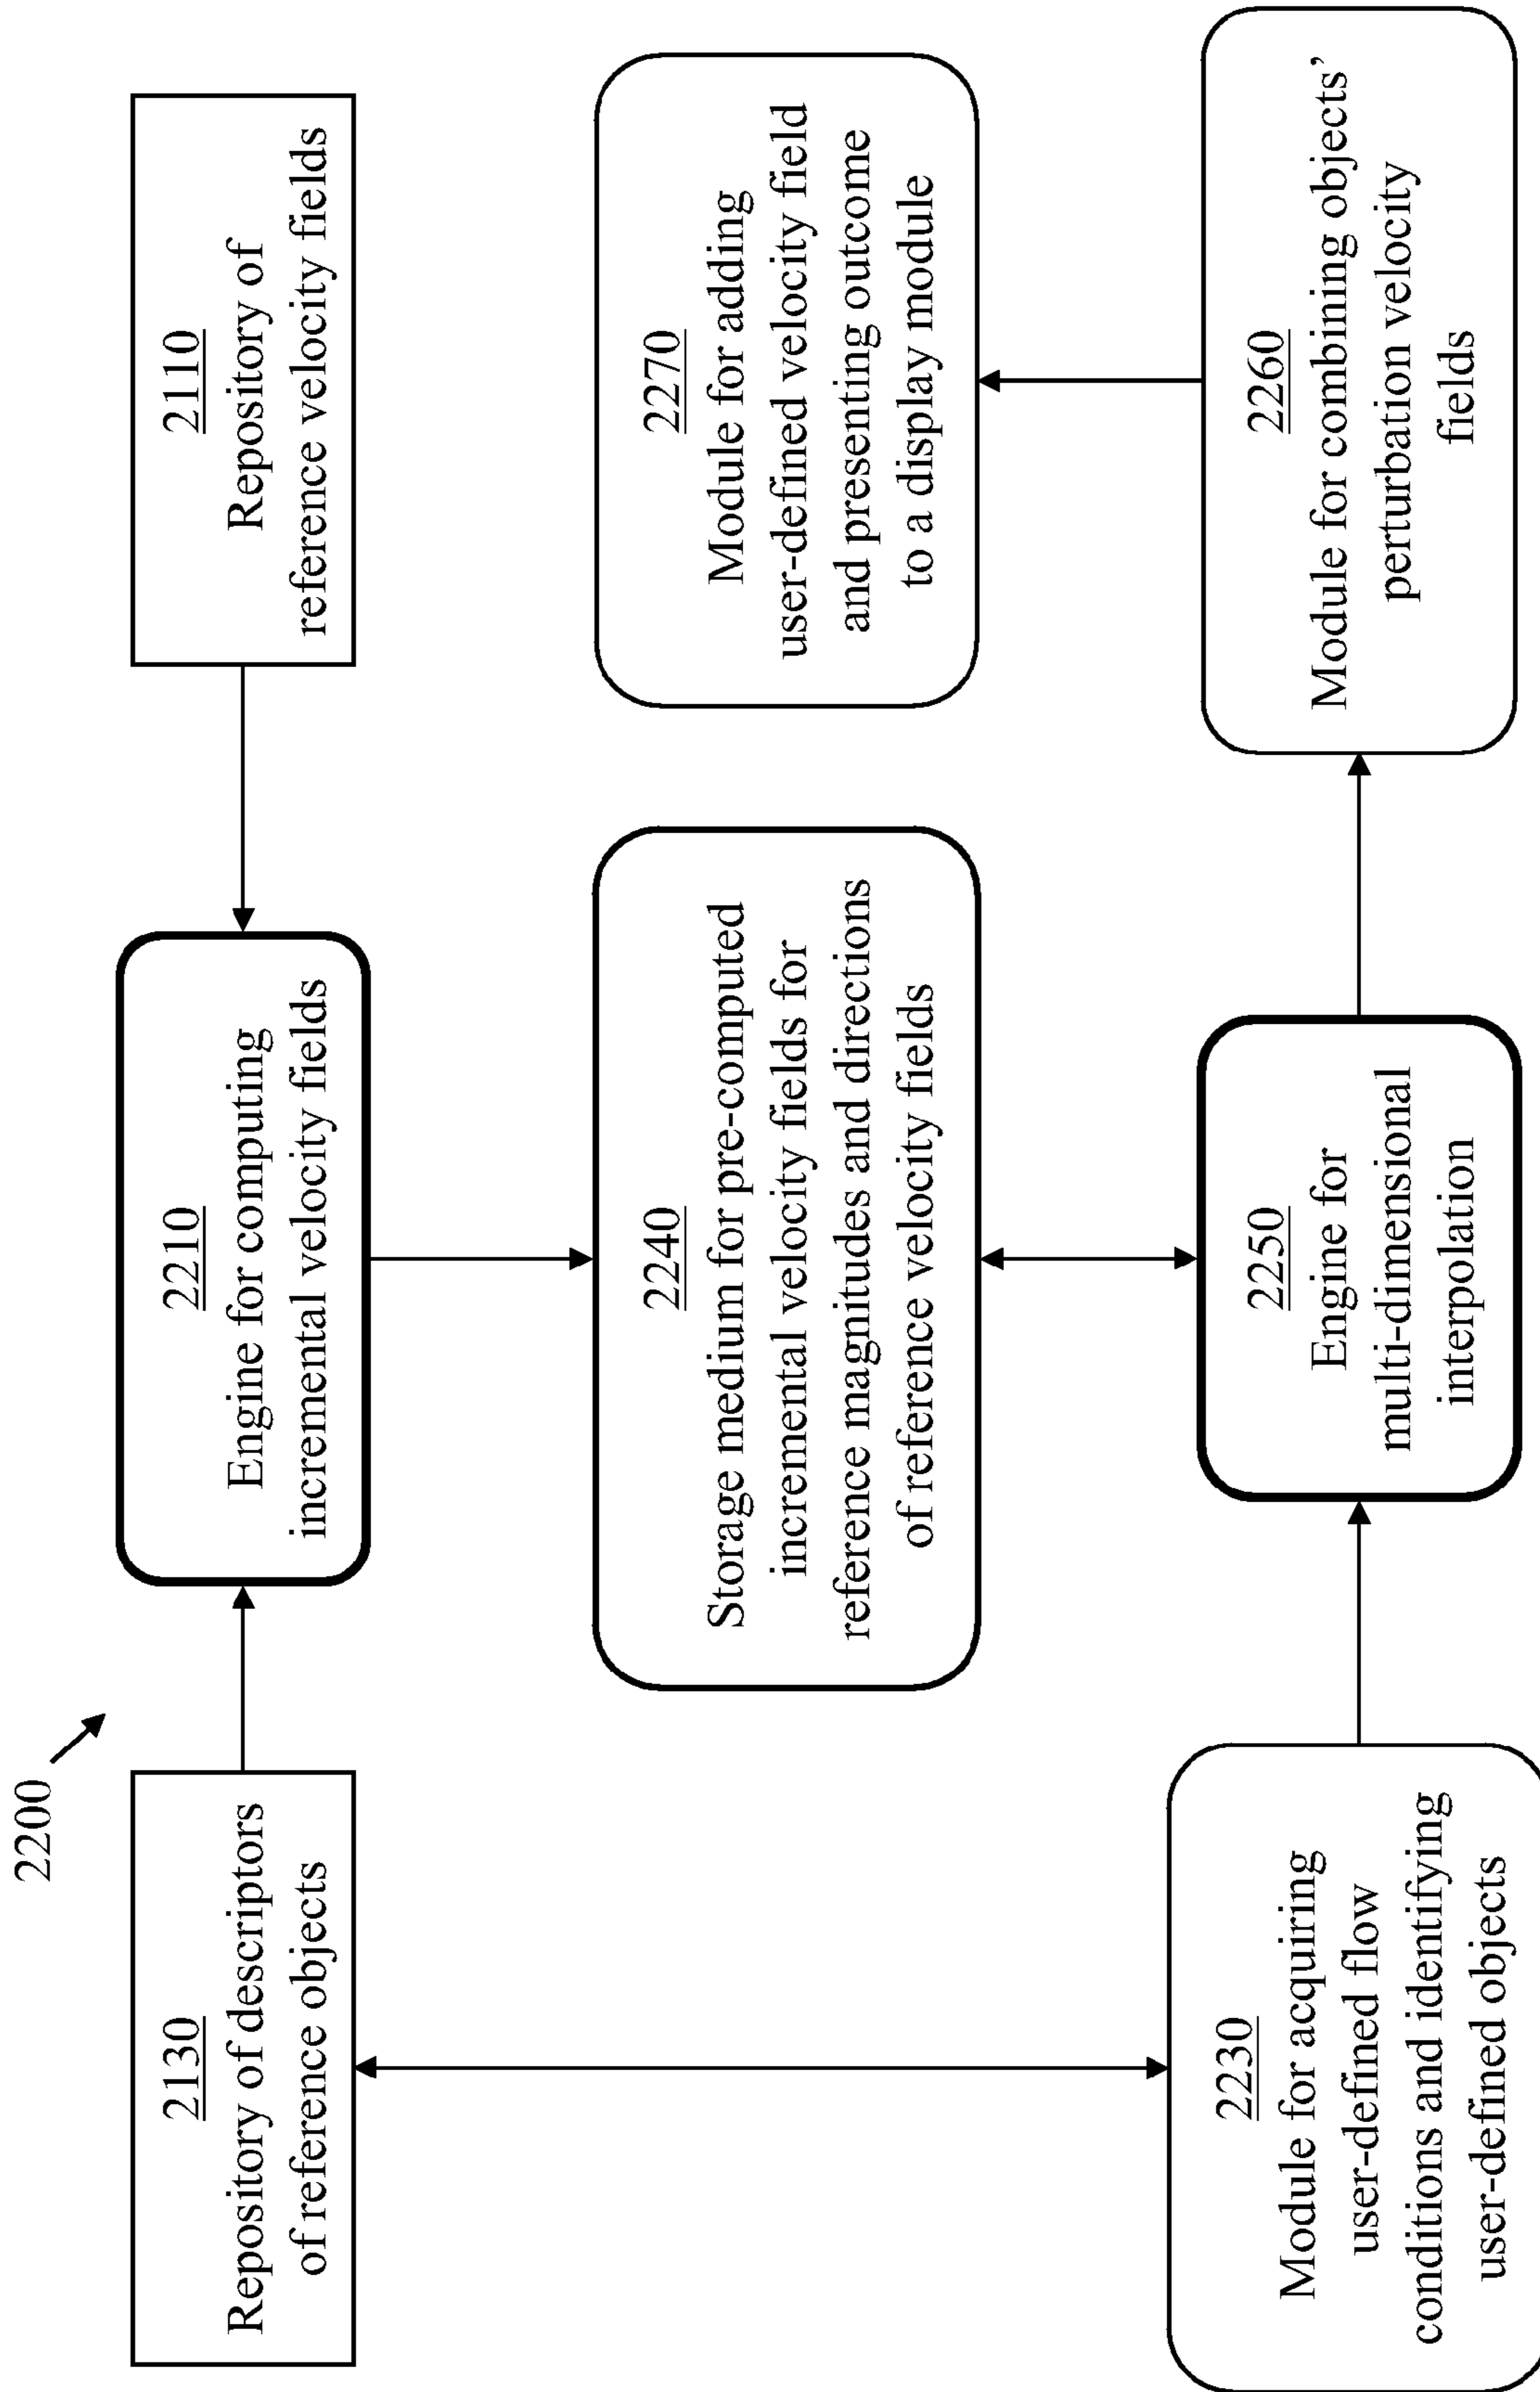 2200
2130
Repository of descriptors
of reference objects
2210
Engine for computing
incremental velocity fields
2110
Repository of
reference velocity fields
2240
Storage medium for pre-computed
incremental velocity fields for
reference magnitudes and directions
of reference velocity fields
2270
Module for adding
user-defined velocity field
and presenting outcome
to a display module
2230
Module for acquiring
user-defined flow
conditions and identifying
user-defined objects
2250
Engine for
multi-dimensional
interpolation
2260
Module for combining objects’
perturbation velocity
fields